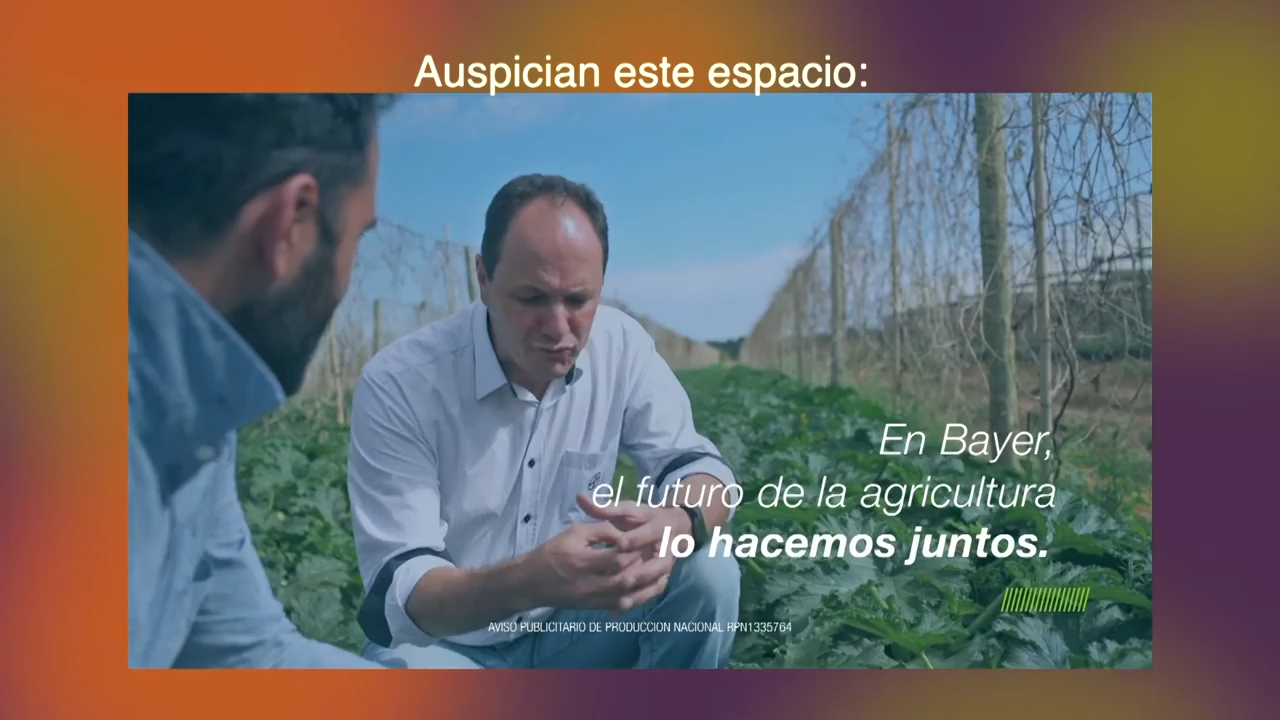 Auspician este espacio:
En Bayer,
el futuro de la agricultura
lo hacemos juntos.
AVISO PUBLICITARIO DE PRODUCCION NACIONAL RPN1335764